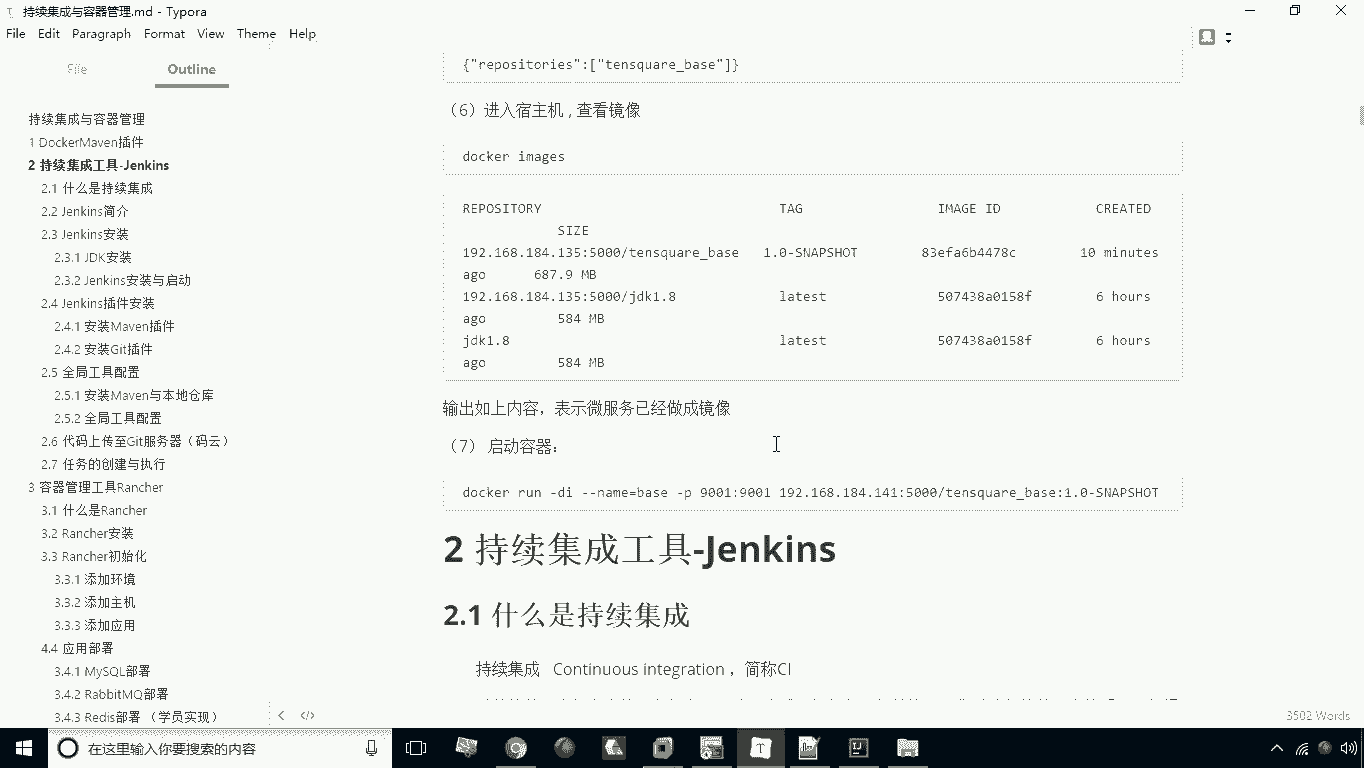 持续集成与容器管理.md - Typora
File Edit Paragraph Format View Theme Help
File Outline
持续集成与容器管理
1 DockerMaven插件
2 持续集成工具-Jenkins
2.1 什么是持续集成
2.2 Jenkins简介
2.3 Jenkins安装
2.3.1 JDK安装
2.3.2 Jenkins安装与启动
2.4 Jenkins插件安装
2.4.1 安装Maven插件
2.4.2 安装Git插件
2.5 全局工具配置
2.5.1 安装Maven与本地仓库
2.5.2 全局工具配置
2.6 代码上传至Git服务器（码云）
2.7 任务的创建与执行
3 容器管理工具Rancher
3.1 什么是Rancher
3.2 Rancher安装
3.3 Rancher初始化
3.3.1 添加环境
3.3.2 添加主机
3.3.3 添加应用
4.4 应用部署
3.4.1 MySQL部署
3.4.2 RabbitMQ部署
3.4.3 Redis部署 （学员实现）
{"repositories":["tensquare_base"]}
（6）进入宿主机 , 查看镜像
docker images
REPOSITORY TAG IMAGE ID CREATED
SIZE
192.168.184.135:5000/tensquare_base 1.0-SNAPSHOT 83efa6b4478c 10 minutes
ago 687.9 MB
192.168.184.135:5000/jdk1.8 latest 507438a0158f 6 hours
ago 584 MB
jdk1.8 latest 507438a0158f 6 hours
ago 584 MB
输出如上内容，表示微服务已经做成镜像
（7） 启动容器：
docker run -di --name=base -p 9001:9001 192.168.184.141:5000/tensquare_base:1.0-SNAPSHOT
2 持续集成工具-Jenkins
2.1 什么是持续集成
持续集成 Continuous integration ，简称CI
3502 Words
在这里输入你要搜索的内容